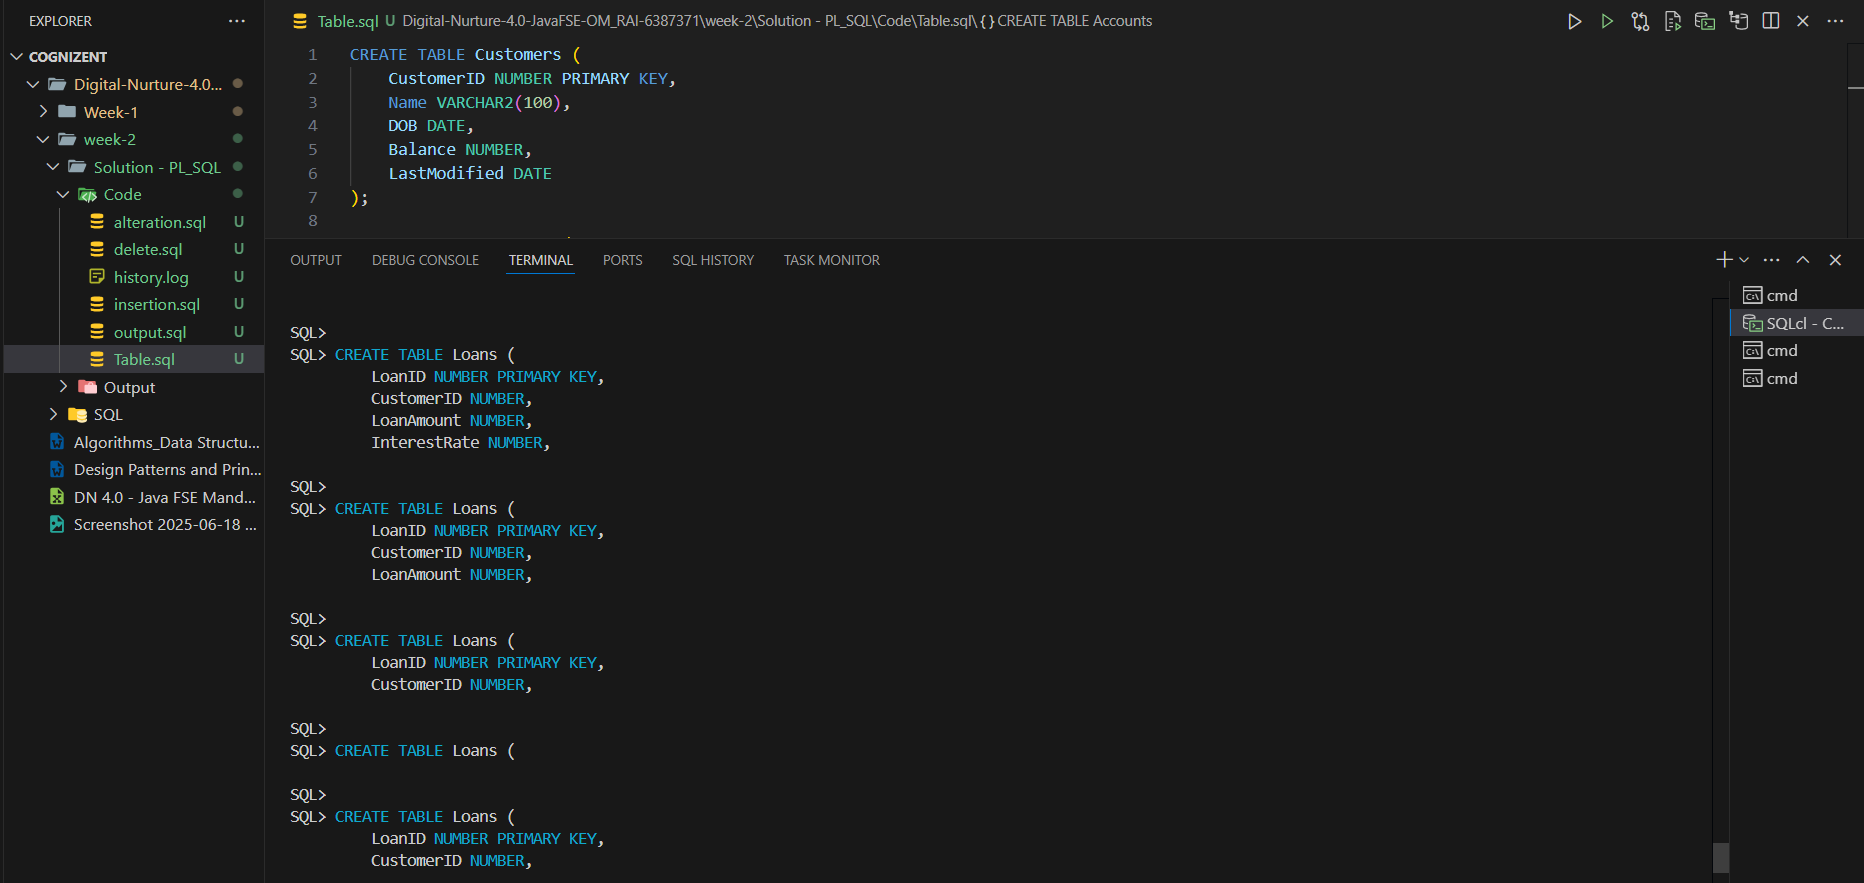 EXPLORER
COGNIZENT
Digital-Nurture-4.0...
Week-1
week-2
Solution - PL_SQL
Code
alteration.sql U
delete.sql U
history.log U
insertion.sql U
output.sql U
Table.sql U
Output
SQL
Algorithms_Data Structu...
Design Patterns and Prin...
DN 4.0 - Java FSE Mand...
Screenshot 2025-06-18 ...
Table.sql U Digital-Nurture-4.0-JavaFSE-OM_RAI-6387371\week-2\Solution - PL_SQL\Code\Table.sql\{}CREATE TABLE Accounts
1 CREATE TABLE Customers (
2 CustomerID NUMBER PRIMARY KEY,
3 Name VARCHAR2(100),
4 DOB DATE,
5 Balance NUMBER,
6 LastModified DATE
7 );
8
OUTPUT DEBUG CONSOLE TERMINAL PORTS SQL HISTORY TASK MONITOR
SQL>
SQL> CREATE TABLE Loans (
LoanID NUMBER PRIMARY KEY,
CustomerID NUMBER,
LoanAmount NUMBER,
InterestRate NUMBER,
SQL>
SQL> CREATE TABLE Loans (
LoanID NUMBER PRIMARY KEY,
CustomerID NUMBER,
LoanAmount NUMBER,
SQL>
SQL> CREATE TABLE Loans (
LoanID NUMBER PRIMARY KEY,
CustomerID NUMBER,
SQL>
SQL> CREATE TABLE Loans (
SQL>
SQL> CREATE TABLE Loans (
LoanID NUMBER PRIMARY KEY,
CustomerID NUMBER,
cmd
SQLcl - C...
cmd
cmd